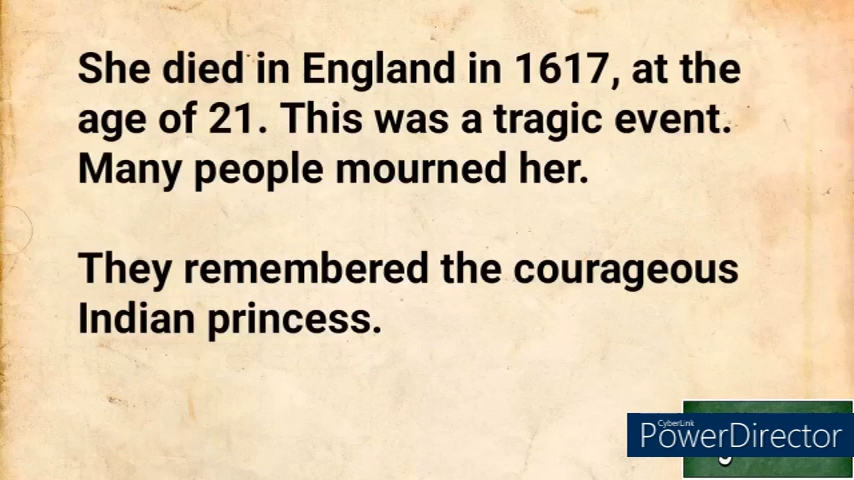 She died in England in 1617, at the
age of 21. This was a tragic event.
Many people mourned her.
They remembered the courageous
Indian princess.
CyberLink
PowerDirector